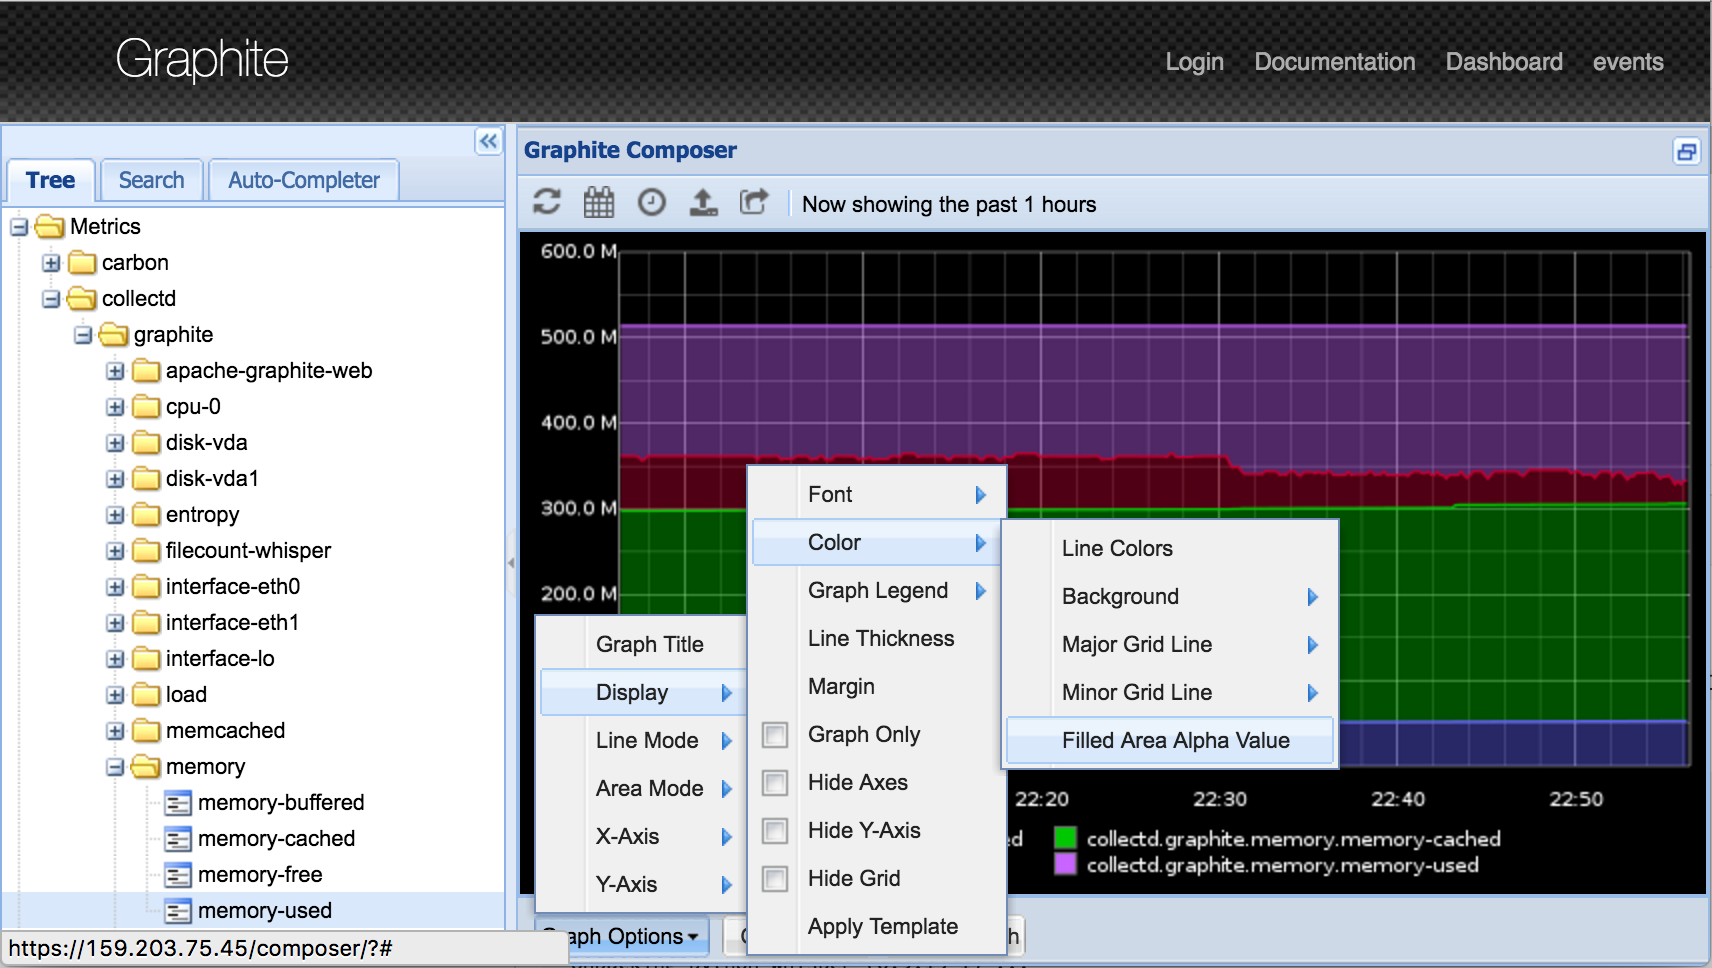 Graphite
Login Documentation Dashboard events
Tree Search Auto-Completer
Metrics
carbon
collectd
graphite
apache-graphite-web
cpu-0
disk-vda
disk-vda1
entropy
filecount-whisper
interface-eth0
interface-eth1
interface-lo
load
memcached
memory
memory-buffered
memory-cached
memory-free
memory-used
https://159.203.75.45/composer/?#
Graphite Composer
Now showing the past 1 hours
600.0 M
500.0 M
400.0 M
300.0 M
200.0 M
22:20 22:30 22:40 22:50
ed collectd.graphite.memory.memory-cached
collectd.graphite.memory.memory-used
Graph Title
Display
Line Mode
Area Mode
X-Axis
Y-Axis
Font
Color
Graph Legend
Line Thickness
Margin
Graph Only
Hide Axes
Hide Y-Axis
Hide Grid
Apply Template
Line Colors
Background
Major Grid Line
Minor Grid Line
Filled Area Alpha Value
aph Options
h